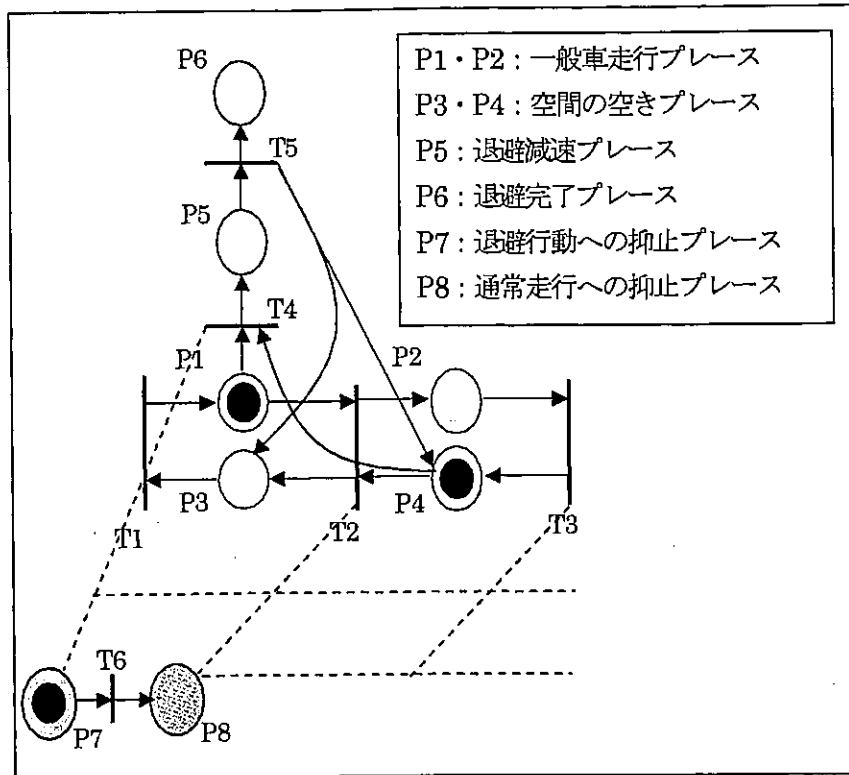 P1・P2：一般車走行プレース
P3・P4：空間の空きプレース
P5：退避減速プレース
P6：退避完了プレース
P7：退避行動への抑止プレース
P8：通常走行への抑止プレース
P6
T5
P5
T4
P1
P2
P3
P4
T1
T2
T3
T6
P7
P8